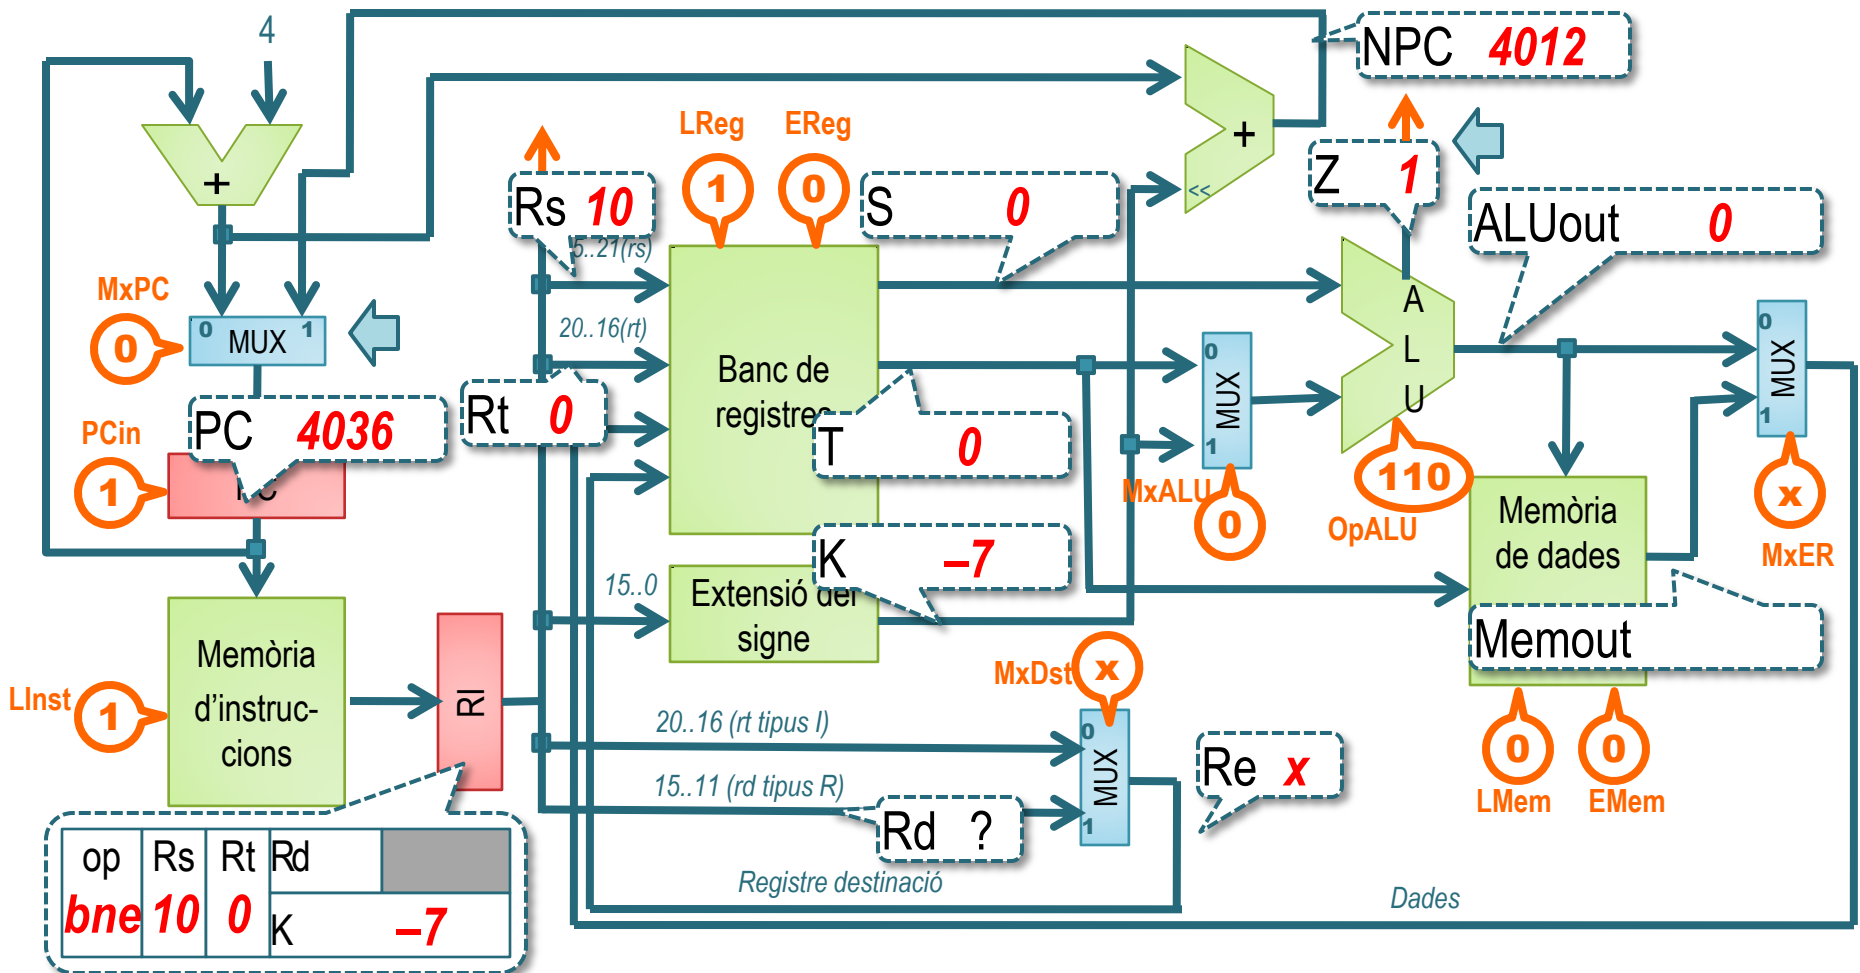 4
NPC 4012
LReg
EReg
1
0
Rs 10
S 0
Z 1
ALUout 0
+
+
<<
5..21(rs)
MxPC
0
0 MUX 1
20..16(rt)
PC 4036
PCin
1
Rt 0
Banc de
registres
T 0
0
MUX
1
MxALU
0
A
L
U
110
OpALU
0
MUX
1
x
MxER
Memòria
de dades
Memout
0
0
LMem
EMem
K –7
15..0
Extensió del
signe
Memòria
d’instruc-
cions
LInst
1
RI
MxDst
x
20..16 (rt tipus I)
0
MUX
1
15..11 (rd tipus R)
Rd ?
Re x
Registre destinació
Dades
op Rs Rt Rd
bne 10 0
K –7